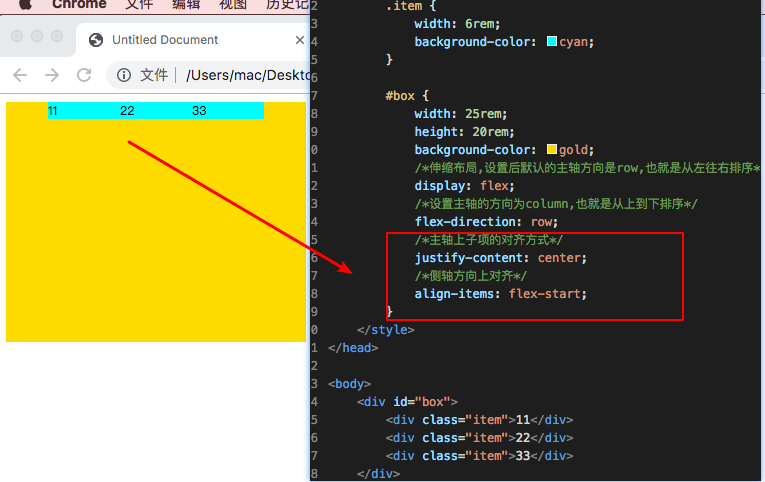 Chrome 文件 编辑 视图 历史记
Untitled Document ×
文件 /Users/mac/Deskto
11 22 33
2 .item {
3 width: 6rem;
4 background-color: cyan;
5 }
6
7 #box {
8 width: 25rem;
9 height: 20rem;
0 background-color: gold;
1 /*伸缩布局,设置后默认的主轴方向是row,也就是从左往右排序*
2 display: flex;
3 /*设置主轴的方向为column,也就是从上到下排序*/
4 flex-direction: row;
5 /*主轴上子项的对齐方式*/
6 justify-content: center;
7 /*侧轴方向上对齐*/
8 align-items: flex-start;
9 }
0 </style>
1 </head>
2
3 <body>
4 <div id="box">
5 <div class="item">11</div>
6 <div class="item">22</div>
7 <div class="item">33</div>
8 </div>